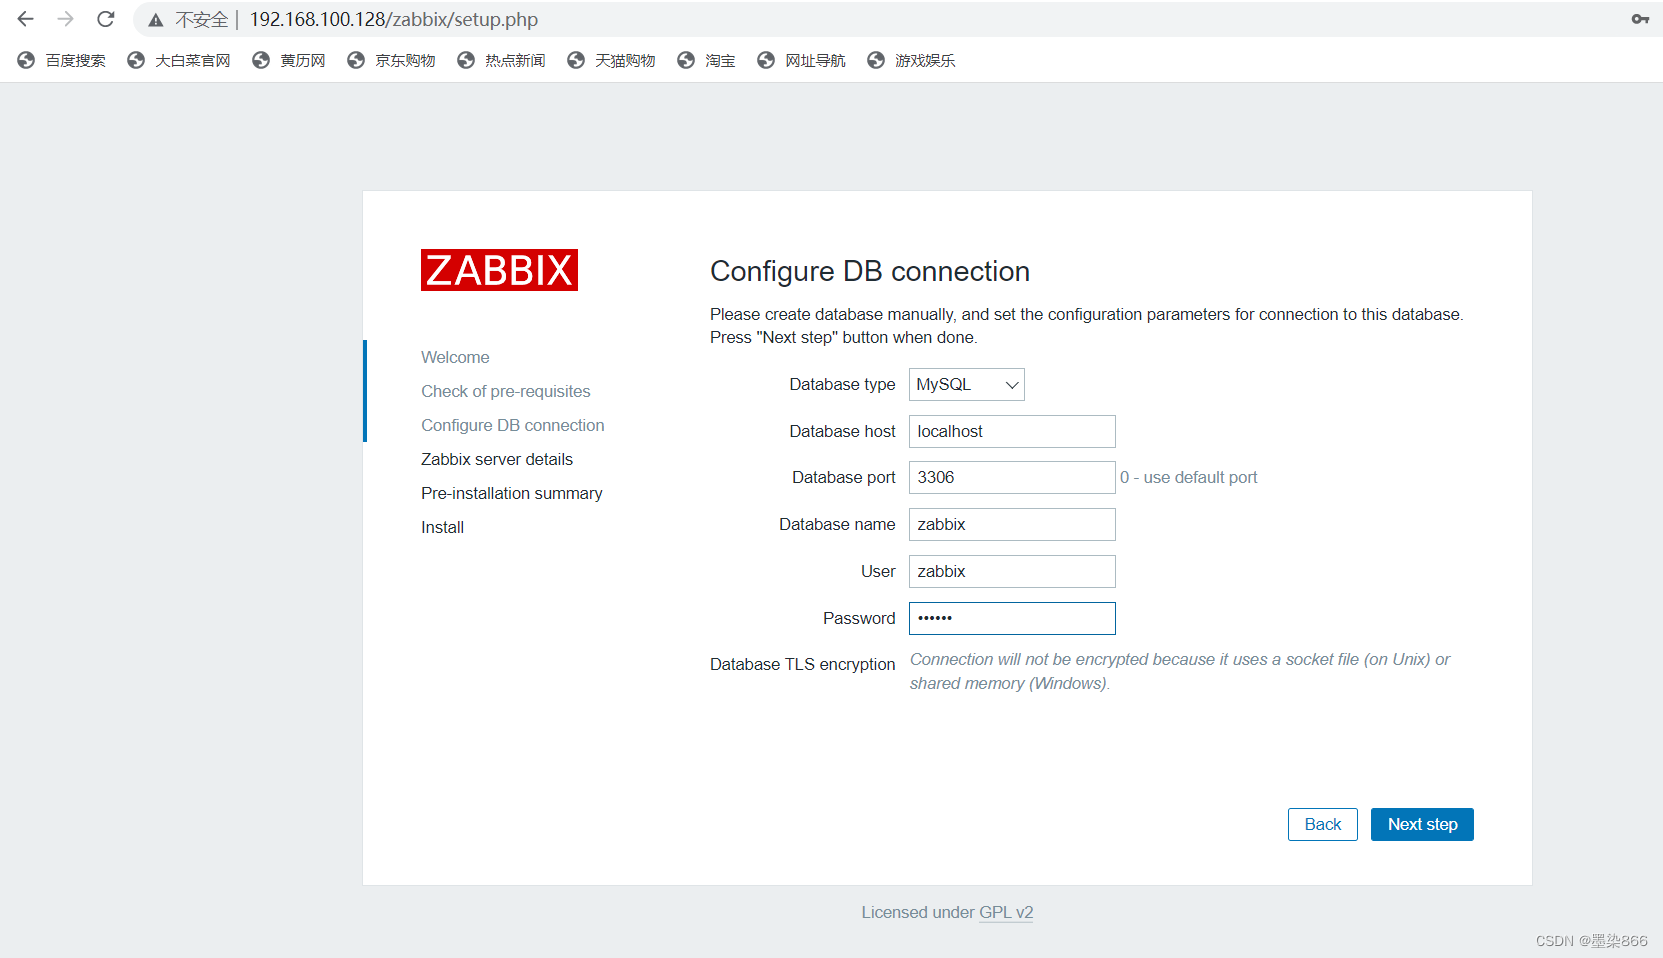 不安全 | 192.168.100.128/zabbix/setup.php
百度搜索 大白菜官网 黄历网 京东购物 热点新闻 天猫购物 淘宝 网址导航 游戏娱乐
ZABBIX
Welcome
Check of pre-requisites
Configure DB connection
Zabbix server details
Pre-installation summary
Install
Configure DB connection
Please create database manually, and set the configuration parameters for connection to this database.
Press "Next step" button when done.
Database type MySQL
Database host localhost
Database port 3306 0 - use default port
Database name zabbix
User zabbix
Password ••••••
Database TLS encryption Connection will not be encrypted because it uses a socket file (on Unix) or
shared memory (Windows).
Back Next step
Licensed under GPL v2
CSDN @墨染866